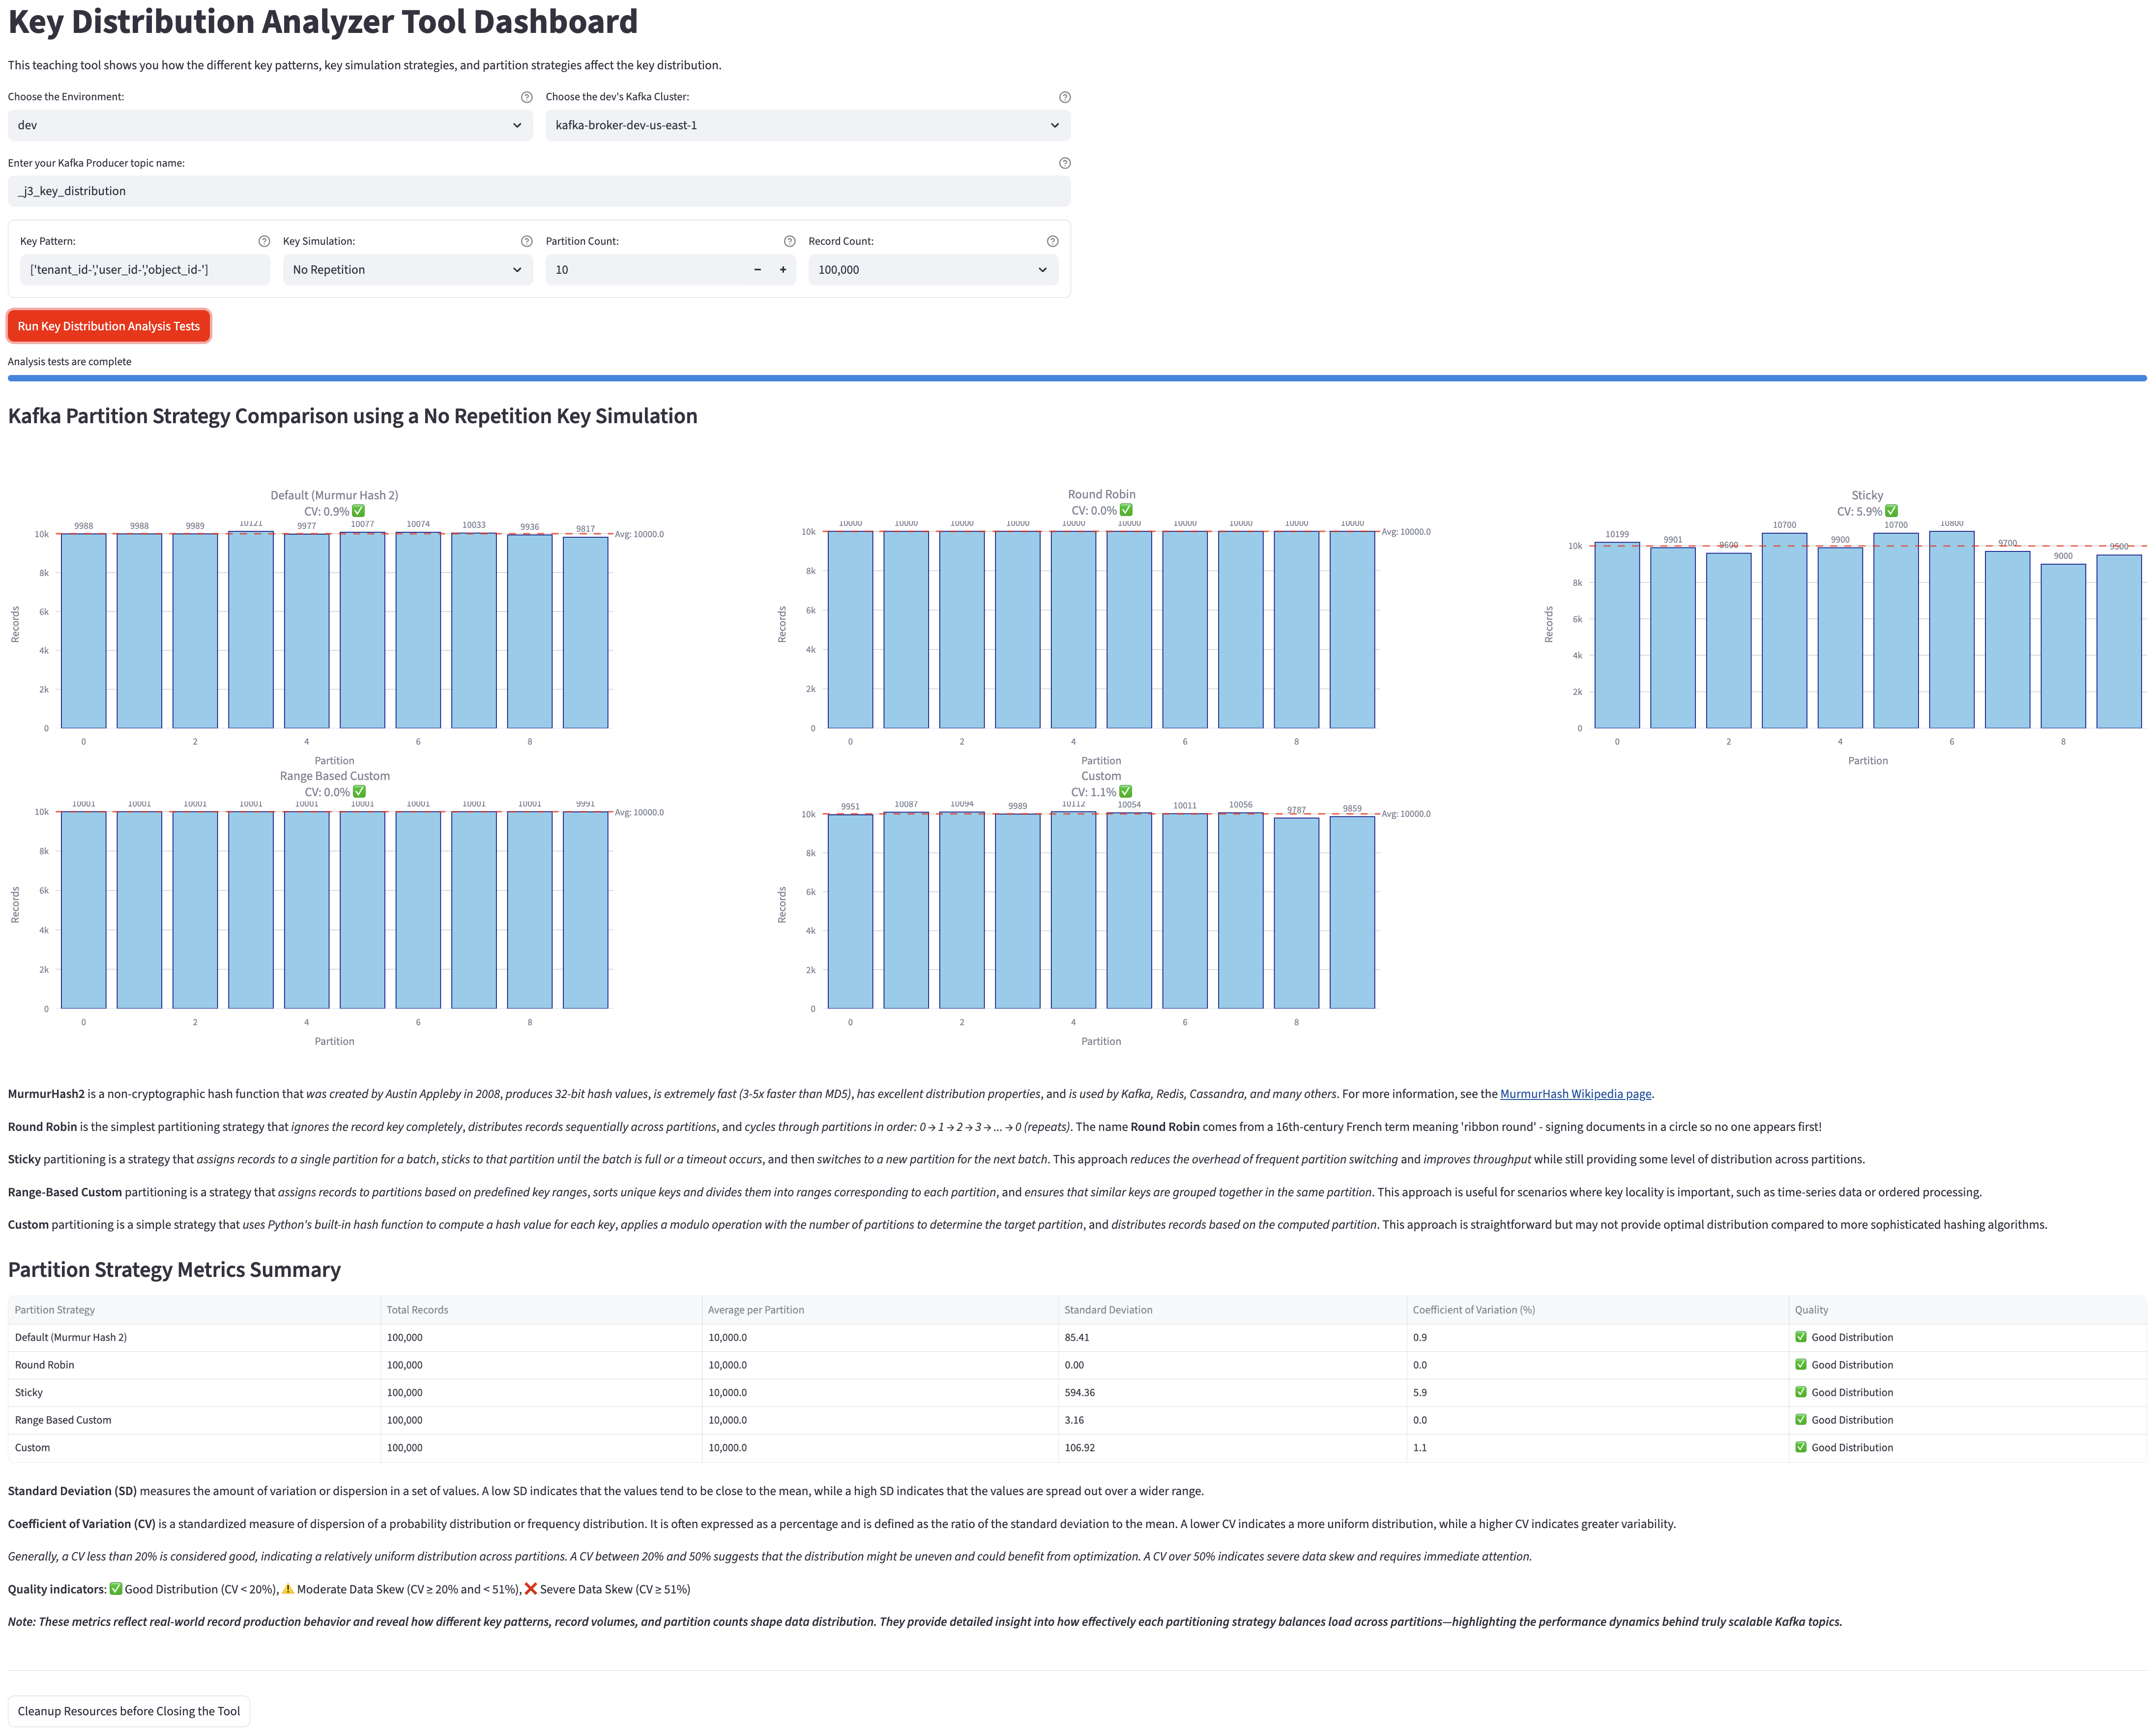 Key Distribution Analyzer Tool Dashboard
This teaching tool shows you how the different key patterns, key simulation strategies, and partition strategies affect the key distribution.
Choose the Environment:
dev
Choose the dev's Kafka Cluster:
kafka-broker-dev-us-east-1
Enter your Kafka Producer topic name:
_j3_key_distribution
Key Pattern:
['tenant_id-','user_id-','object_id-']
Key Simulation:
No Repetition
Partition Count:
10
Record Count:
100,000
Run Key Distribution Analysis Tests
Analysis tests are complete
Kafka Partition Strategy Comparison using a No Repetition Key Simulation
Default (Murmur Hash 2)
CV: 0.9% ✅
9988 9988 9989 10121 9977 10077 10074 10033 9936 9817
Avg: 10000.0
10k
8k
6k
4k
2k
0
Records
0 2 4 6 8
Partition
Round Robin
CV: 0.0% ✅
10000 10000 10000 10000 10000 10000 10000 10000 10000 10000
Avg: 10000.0
10k
8k
6k
4k
2k
0
Records
0 2 4 6 8
Partition
Sticky
CV: 5.9% ✅
10199 9901 9600 10700 9900 10700 10800 9700 9000 9500
10k
8k
6k
4k
2k
0
Records
0 2 4 6 8
Partition
Range Based Custom
CV: 0.0% ✅
10001 10001 10001 10001 10001 10001 10001 10001 10001 9991
Avg: 10000.0
10k
8k
6k
4k
2k
0
Records
0 2 4 6 8
Partition
Custom
CV: 1.1% ✅
9951 10087 10094 9989 10112 10054 10011 10056 9787 9859
Avg: 10000.0
10k
8k
6k
4k
2k
0
Records
0 2 4 6 8
Partition
MurmurHash2 is a non-cryptographic hash function that was created by Austin Appleby in 2008, produces 32-bit hash values, is extremely fast (3-5x faster than MD5), has excellent distribution properties, and is used by Kafka, Redis, Cassandra, and many others. For more information, see the MurmurHash Wikipedia page.
Round Robin is the simplest partitioning strategy that ignores the record key completely, distributes records sequentially across partitions, and cycles through partitions in order: 0 → 1 → 2 → 3 → ... → 0 (repeats). The name Round Robin comes from a 16th-century French term meaning 'ribbon round' - signing documents in a circle so no one appears first!
Sticky partitioning is a strategy that assigns records to a single partition for a batch, sticks to that partition until the batch is full or a timeout occurs, and then switches to a new partition for the next batch. This approach reduces the overhead of frequent partition switching and improves throughput while still providing some level of distribution across partitions.
Range-Based Custom partitioning is a strategy that assigns records to partitions based on predefined key ranges, sorts unique keys and divides them into ranges corresponding to each partition, and ensures that similar keys are grouped together in the same partition. This approach is useful for scenarios where key locality is important, such as time-series data or ordered processing.
Custom partitioning is a simple strategy that uses Python's built-in hash function to compute a hash value for each key, applies a modulo operation with the number of partitions to determine the target partition, and distributes records based on the computed partition. This approach is straightforward but may not provide optimal distribution compared to more sophisticated hashing algorithms.
Partition Strategy Metrics Summary
Partition Strategy Total Records Average per Partition Standard Deviation Coefficient of Variation (%) Quality
Default (Murmur Hash 2) 100,000 10,000.0 85.41 0.9 ✅ Good Distribution
Round Robin 100,000 10,000.0 0.00 0.0 ✅ Good Distribution
Sticky 100,000 10,000.0 594.36 5.9 ✅ Good Distribution
Range Based Custom 100,000 10,000.0 3.16 0.0 ✅ Good Distribution
Custom 100,000 10,000.0 106.92 1.1 ✅ Good Distribution
Standard Deviation (SD) measures the amount of variation or dispersion in a set of values. A low SD indicates that the values tend to be close to the mean, while a high SD indicates that the values are spread out over a wider range.
Coefficient of Variation (CV) is a standardized measure of dispersion of a probability distribution or frequency distribution. It is often expressed as a percentage and is defined as the ratio of the standard deviation to the mean. A lower CV indicates a more uniform distribution, while a higher CV indicates greater variability.
Generally, a CV less than 20% is considered good, indicating a relatively uniform distribution across partitions. A CV between 20% and 50% suggests that the distribution might be uneven and could benefit from optimization. A CV over 50% indicates severe data skew and requires immediate attention.
Quality indicators: ✅ Good Distribution (CV < 20%), ⚠️ Moderate Data Skew (CV ≥ 20% and < 51%), ❌ Severe Data Skew (CV ≥ 51%)
Note: These metrics reflect real-world record production behavior and reveal how different key patterns, record volumes, and partition counts shape data distribution. They provide detailed insight into how effectively each partitioning strategy balances load across partitions—highlighting the performance dynamics behind truly scalable Kafka topics.
Cleanup Resources before Closing the Tool